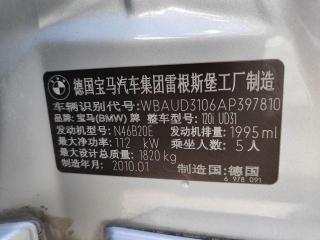 德国宝马汽车集团雷根斯堡工厂制造
车辆识别代号:WBAUD3106AP397810
品牌:宝马(BMW)牌 整车型号:120i UD31
发动机型号:N46B20E 发动机排量:1995ml
最大净功率:112 kW 乘坐人数:5人
最大总质量:1820kg
制造年月:2010.01 制造国:德国
6 978 091